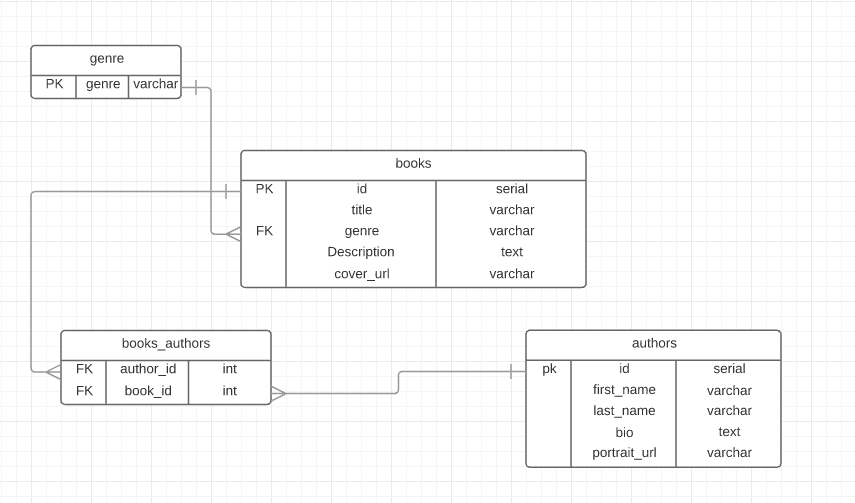 genre
PK genre varchar
books
PK id serial
title varchar
FK genre varchar
Description text
cover_url varchar
books_authors
FK author_id int
FK book_id int
authors
pk id serial
first_name varchar
last_name varchar
bio text
portrait_url varchar